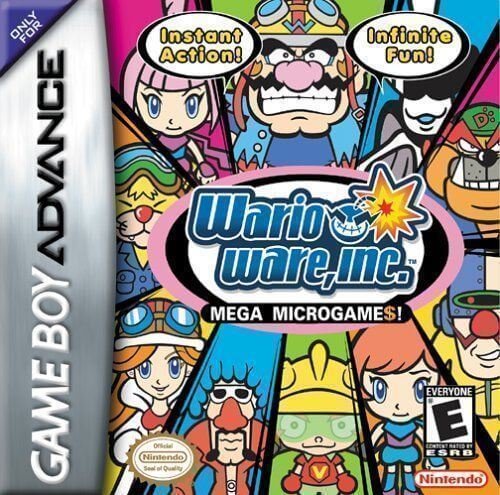 ONLY
FOR
GAME BOY ADVANCE
Instant
Action!
Infinite
Fun!
D
Wario
ware,inc.™
MEGA MICROGAME$!
V
Official
Nintendo
Seal of Quality
EVERYONE
E
CONTENT RATED BY
ESRB
Nintendo®